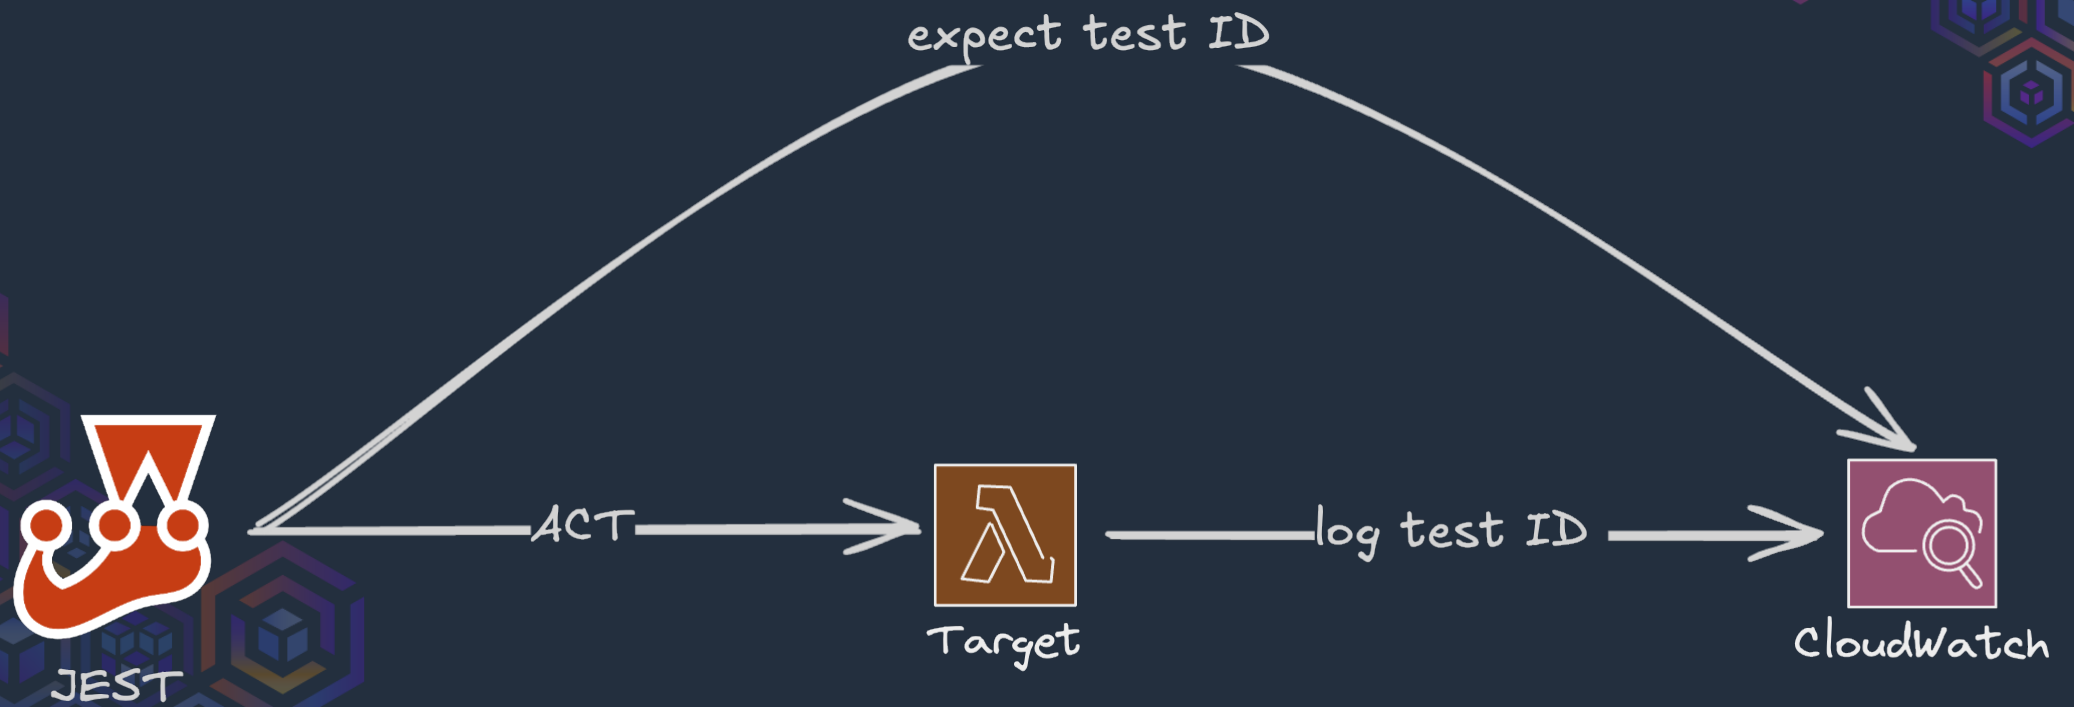 expect test ID
ACT
log test ID
Target
CloudWatch
JEST